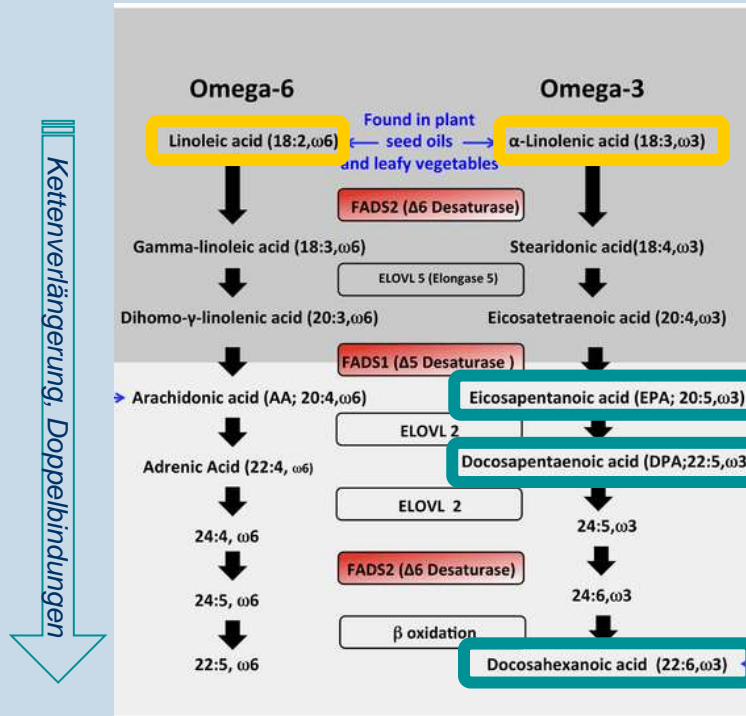 Kettenverlängerung, Doppelbindungen
Omega-6
Omega-3
Found in plant
seed oils
and leafy vegetables
Linoleic acid (18:2,ω6)
α-Linolenic acid (18:3,ω3)
FADS2 (Δ6 Desaturase)
Gamma-linoleic acid (18:3,ω6)
Stearidonic acid(18:4,ω3)
ELOVL 5 (Elongase 5)
Dihomo-γ-linolenic acid (20:3,ω6)
Eicosatetraenoic acid (20:4,ω3)
FADS1 (Δ5 Desaturase )
Arachidonic acid (AA; 20:4,ω6)
Eicosapentanoic acid (EPA; 20:5,ω3)
ELOVL 2
Adrenic Acid (22:4, ω6)
Docosapentaenoic acid (DPA;22:5,ω3
ELOVL 2
24:4, ω6
24:5,ω3
FADS2 (Δ6 Desaturase)
24:5, ω6
24:6,ω3
β oxidation
22:5, ω6
Docosahexanoic acid (22:6,ω3)